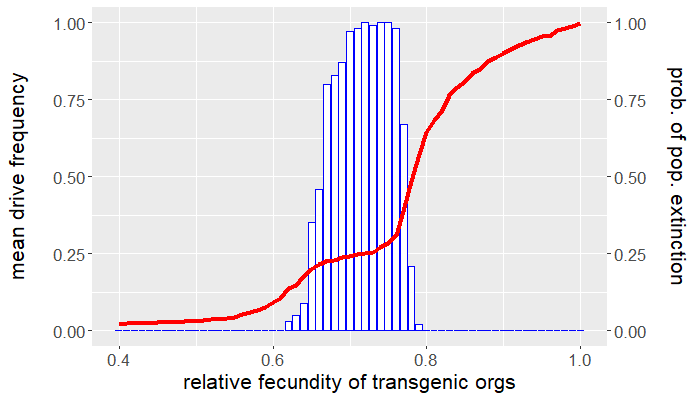 mean drive frequency
1.00
0.75
0.50
0.25
0.00
1.00
0.75
0.50
0.25
0.00
prob. of pop. extinction
0.4 0.6 0.8 1.0
relative fecundity of transgenic orgs